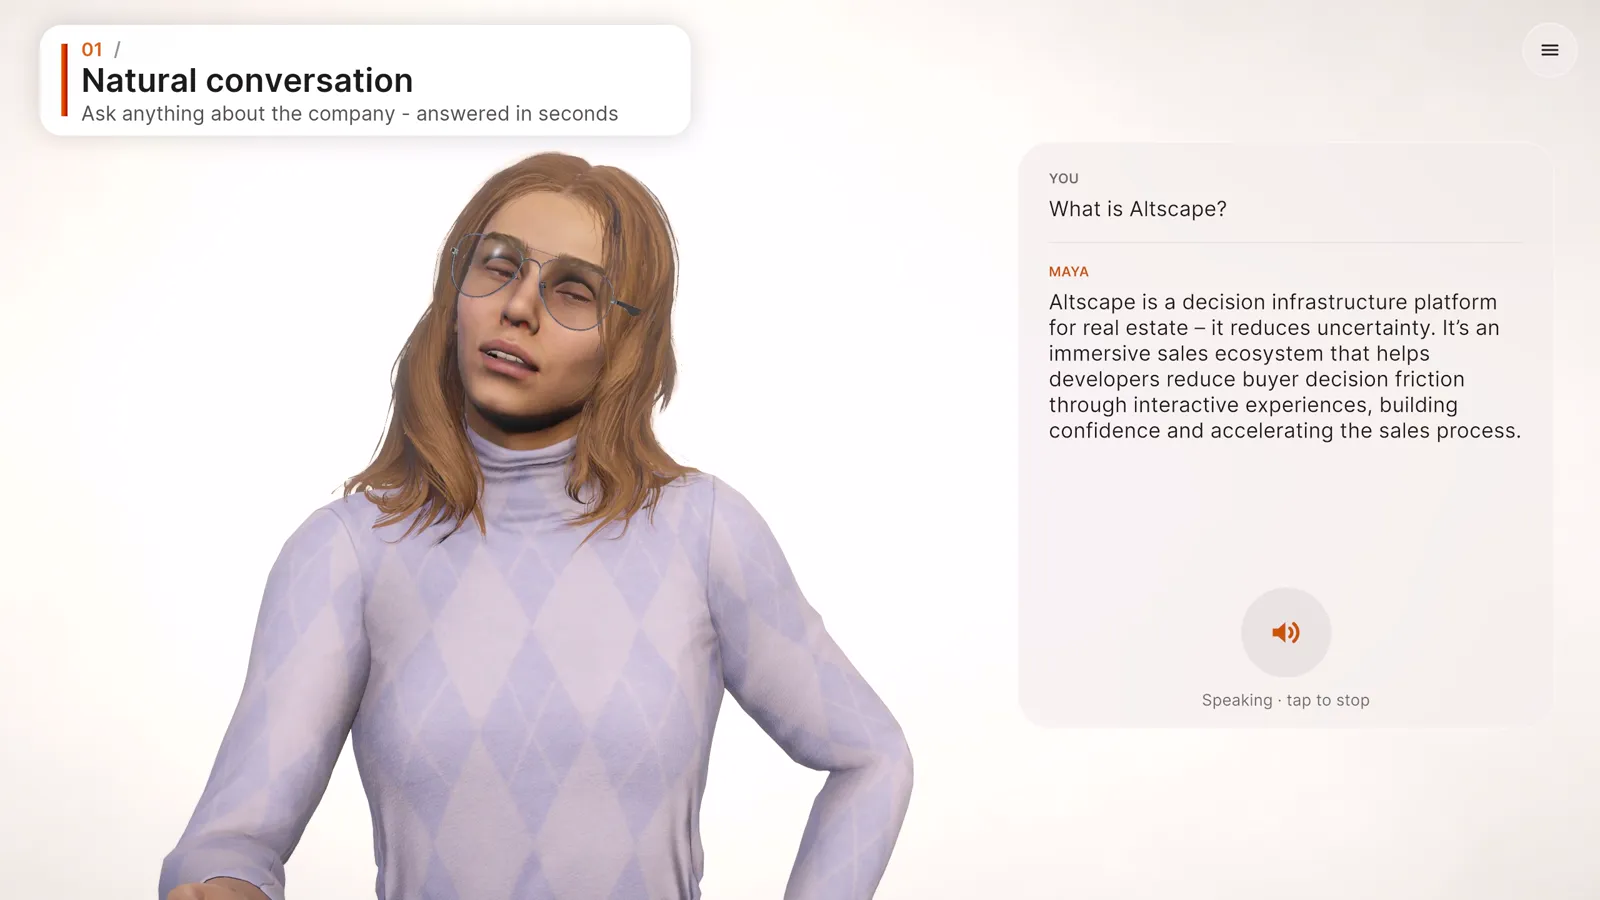 01 /
Natural conversation
Ask anything about the company - answered in seconds
YOU
What is Altscape?
MAYA
Altscape is a decision infrastructure platform
for real estate – it reduces uncertainty. It’s an
immersive sales ecosystem that helps
developers reduce buyer decision friction
through interactive experiences, building
confidence and accelerating the sales process.
Speaking · tap to stop